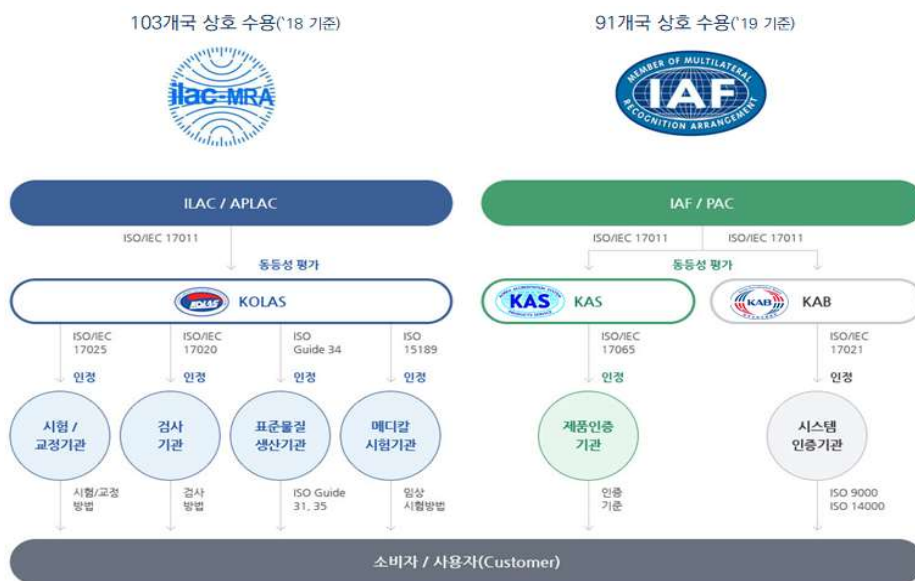 103개국 상호 수용('18 기준)
91개국 상호 수용('19 기준)
ilac-MRA
MEMBER OF MULTILATERAL
IAF
RECOGNITION ARRANGEMENT
ILAC / APLAC
IAF / PAC
ISO/IEC 17011
ISO/IEC 17011
ISO/IEC 17011
동등성 평가
동등성 평가
KOLAS
KOLAS
KAS
KAS
KAB
KAB
ISO/IEC
17025
ISO/IEC
17020
ISO
Guide 34
ISO
15189
ISO/IEC
17065
ISO/IEC
17021
인정
인정
인정
인정
인정
인정
시험 /
교정기관
검사
기관
표준물질
생산기관
메디칼
시험기관
제품인증
기관
시스템
인증기관
시험/교정
방법
검사
방법
ISO Guide
31, 35
임상
시험방법
인증
기준
ISO 9000
ISO 14000
소비자 / 사용자(Customer)